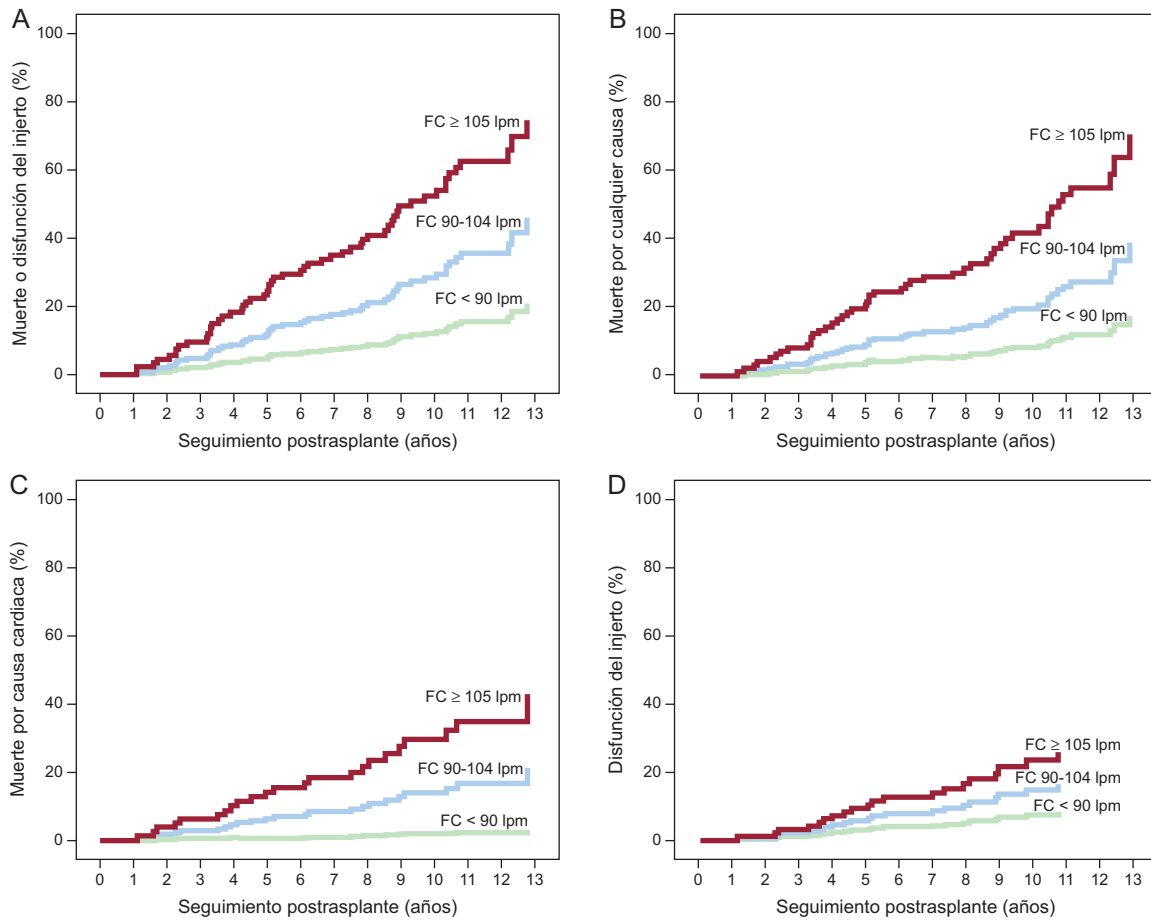 A
Muerte o disfunción del injerto (%)
100
80
60
40
20
0
FC ≥ 105 lpm
FC 90-104 lpm
FC < 90 lpm
0 1 2 3 4 5 6 7 8 9 10 11 12 13
Seguimiento postrasplante (años)
B
Muerte por cualquier causa (%)
100
80
60
40
20
0
FC ≥ 105 lpm
FC 90-104 lpm
FC < 90 lpm
0 1 2 3 4 5 6 7 8 9 10 11 12 13
Seguimiento postrasplante (años)
C
Muerte por causa cardiaca (%)
100
80
60
40
20
0
FC ≥ 105 lpm
FC 90-104 lpm
FC < 90 lpm
0 1 2 3 4 5 6 7 8 9 10 11 12 13
Seguimiento postrasplante (años)
D
Disfunción del injerto (%)
100
80
60
40
20
0
FC ≥ 105 lpm
FC 90-104 lpm
FC < 90 lpm
0 1 2 3 4 5 6 7 8 9 10 11 12 13
Seguimiento postrasplante (años)